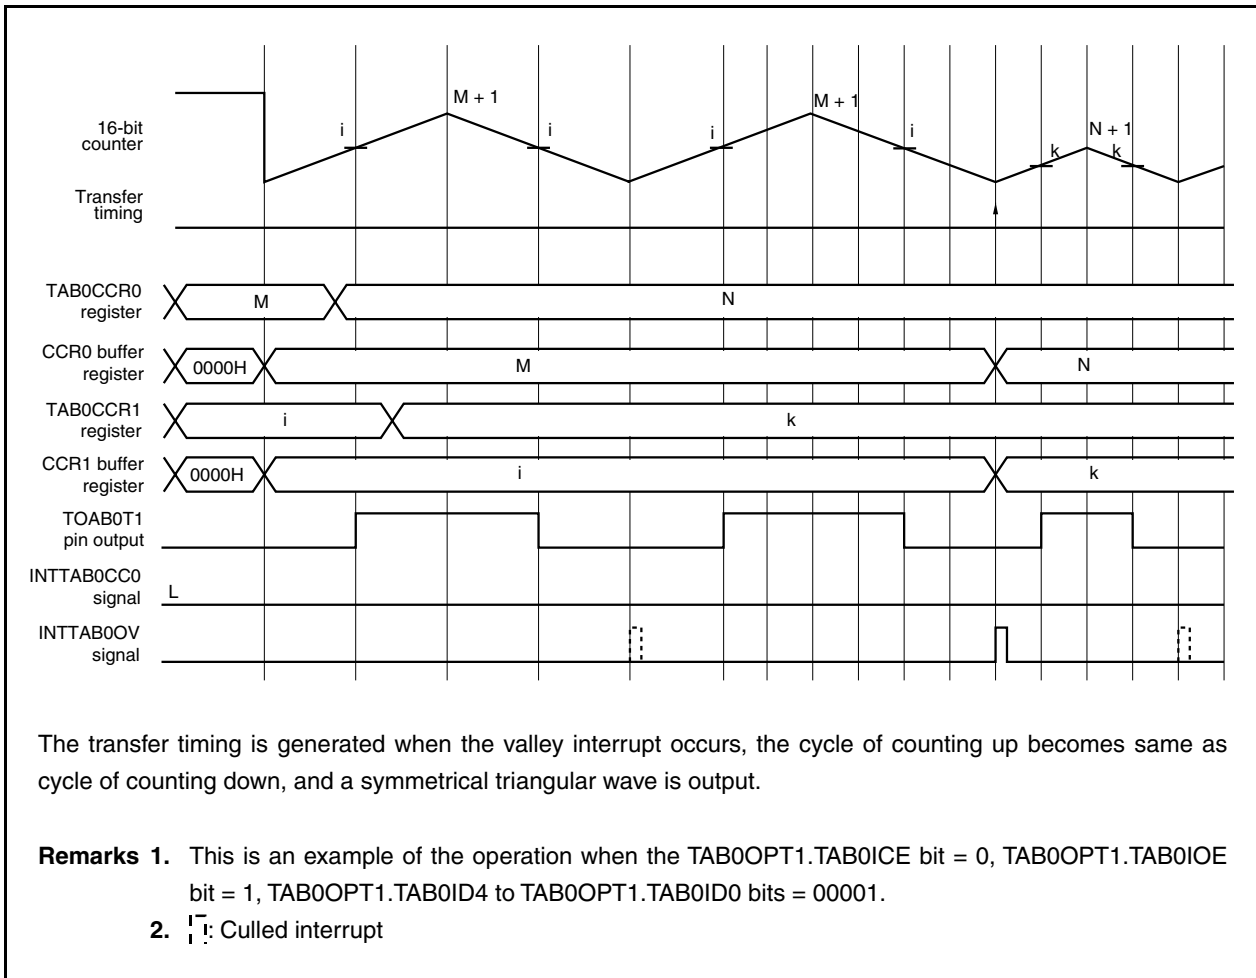 M + 1
M + 1
N + 1
16-bit
counter
i
i
i
i
k
k
Transfer
timing
TAB0CCR0
register
M
N
CCR0 buffer
register
0000H
M
N
TAB0CCR1
register
i
k
CCR1 buffer
register
0000H
i
k
TOAB0T1
pin output
INTTAB0CC0
signal
L
INTTAB0OV
signal
The transfer timing is generated when the valley interrupt occurs, the cycle of counting up becomes same as
cycle of counting down, and a symmetrical triangular wave is output.
Remarks 1. This is an example of the operation when the TAB0OPT1.TAB0ICE bit = 0, TAB0OPT1.TAB0IOE
bit = 1, TAB0OPT1.TAB0ID4 to TAB0OPT1.TAB0ID0 bits = 00001.
2. : Culled interrupt